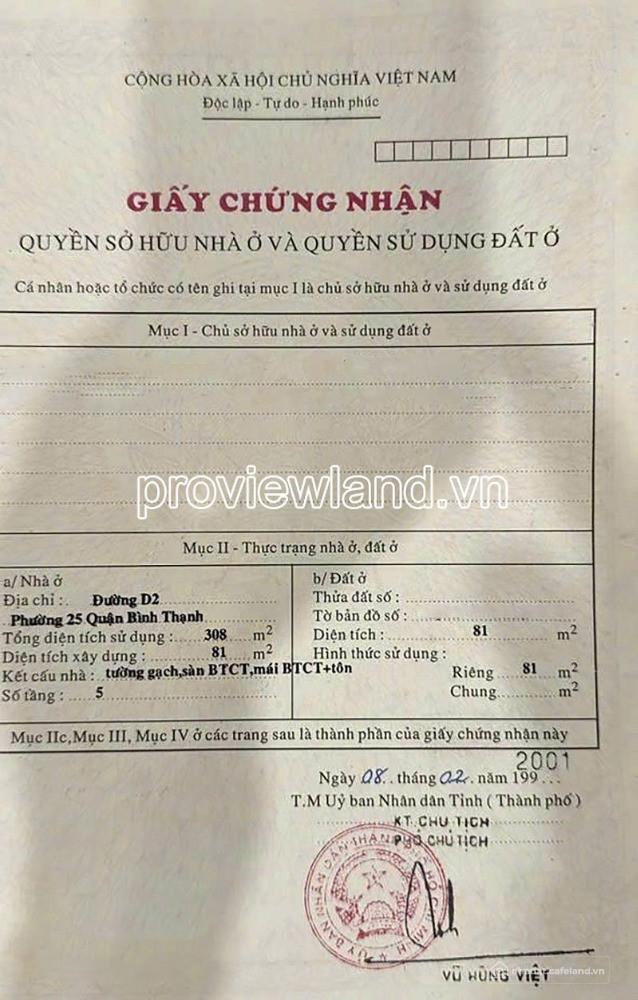 CỘNG HÒA XÃ HỘI CHỦ NGHĨA VIỆT NAM
Độc lập - Tự do - Hạnh phúc
GIẤY CHỨNG NHẬN
QUYỀN SỞ HỮU NHÀ Ở VÀ QUYỀN SỬ DỤNG ĐẤT Ở
Cá nhân hoặc tổ chức có tên ghi tại mục I là chủ sở hữu nhà ở và sử dụng đất ở
Mục I - Chủ sở hữu nhà ở và sử dụng đất ở
proviewland.vn
Mục II - Thực trạng nhà ở, đất ở
a/ Nhà ở
Địa chỉ : Đường D2
Phường 25 Quận Bình Thạnh
Tổng diện tích sử dụng : 308 m2
Diện tích xây dựng : 81 m2
Kết cấu nhà : tường gạch,sàn BTCT,mái BTCT+tôn
Số tầng : 5
b/ Đất ở
Thửa đất số :
Tờ bản đồ số :
Diện tích : 81 m2
Hình thức sử dụng :
Riêng 81 m2
Chung m2
Mục IIc,Mục III, Mục IV ở các trang sau là thành phần của giấy chứng nhận này
2001
Ngày 08 tháng 02 năm 199
T.M Uỷ ban Nhân dân Tỉnh ( Thành phố )
KT. CHỦ TỊCH
PHÓ CHỦ TỊCH
VŨ HÙNG VIỆT